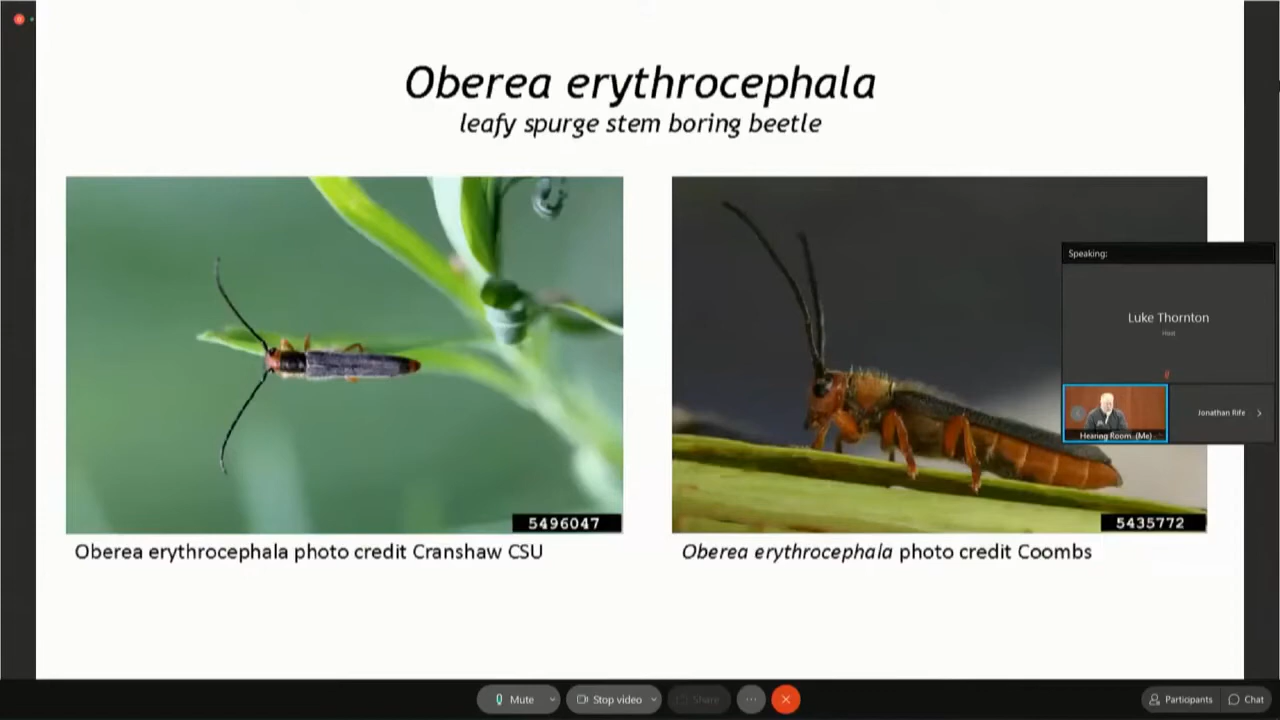 Oberea erythrocephala
leafy spurge stem boring beetle
Speaking:
Luke Thornton
Host
Hearing Room (Me)
Jonathan Rife
5496047
5435772
Oberea erythrocephala photo credit Cranshaw CSU
Oberea erythrocephala photo credit Coombs
Mute
Stop video
Share
Participants
Chat